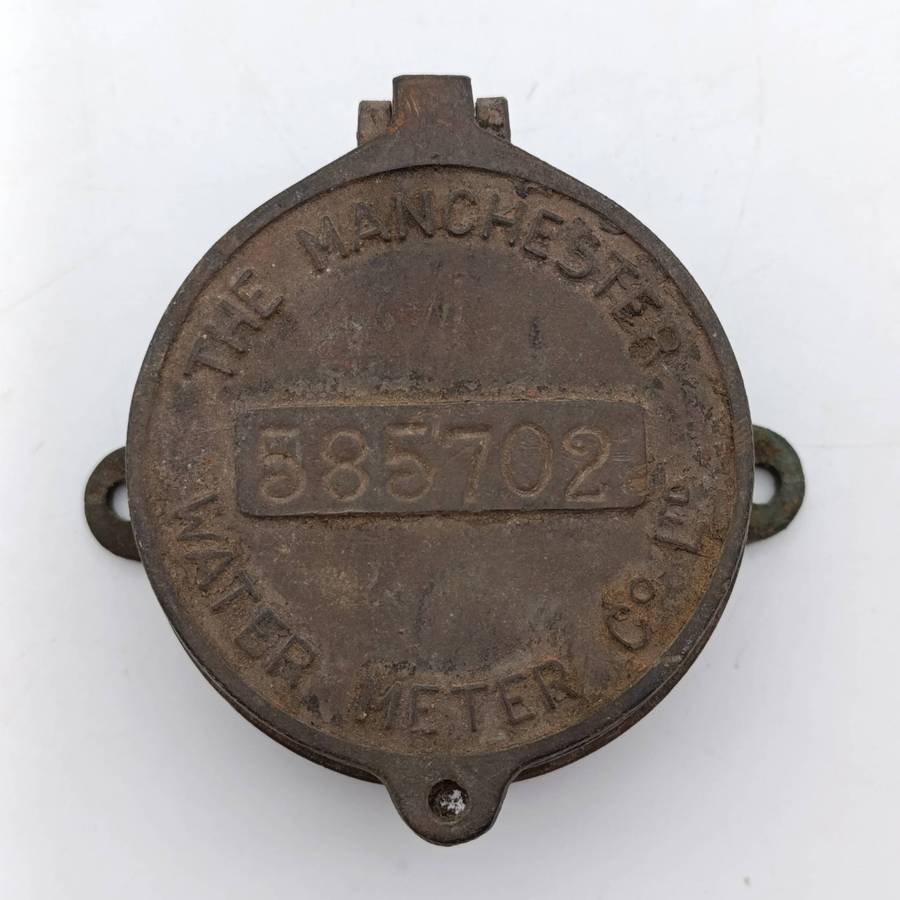 THE MANCHESTER
585702
WATER METER Co LTD